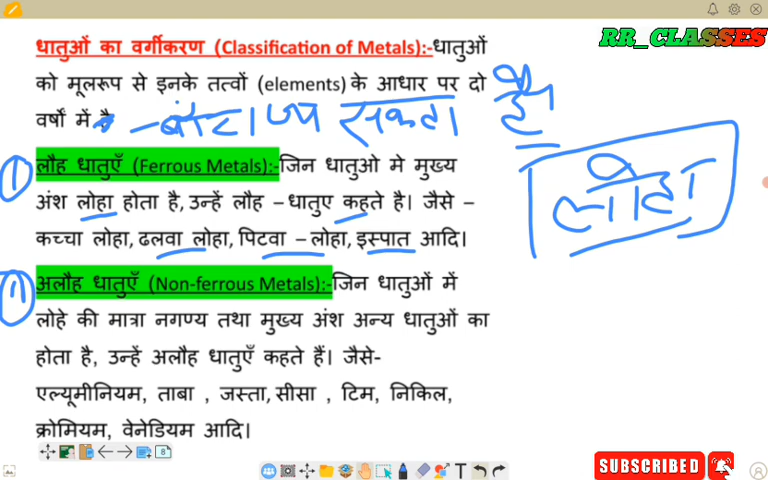 RR_CLASSES
धातुओं का वर्गीकरण (Classification of Metals):-धातुओं
को मूलरूप से इनके तत्वों (elements) के आधार पर दो
वर्षों में है - बांटा जा सकता है।
① लौह धातुएँ (Ferrous Metals):-जिन धातुओ मे मुख्य
अंश लोहा होता है, उन्हें लौह –धातुए कहते है। जैसे –
कच्चा लोहा, ढलवा लोहा, पिटवा – लोहा, इस्पात आदि।
लोहा
अलौह धातुएँ (Non-ferrous Metals):-जिन धातुओं में
लोहे की मात्रा नगण्य तथा मुख्य अंश अन्य धातुओं का
होता है, उन्हें अलौह धातुएँ कहते हैं। जैसे-
एल्यूमीनियम, ताबा , जस्ता, सीसा , टिम, निकिल,
क्रोमियम, वेनेडियम आदि।
8
SUBSCRIBED